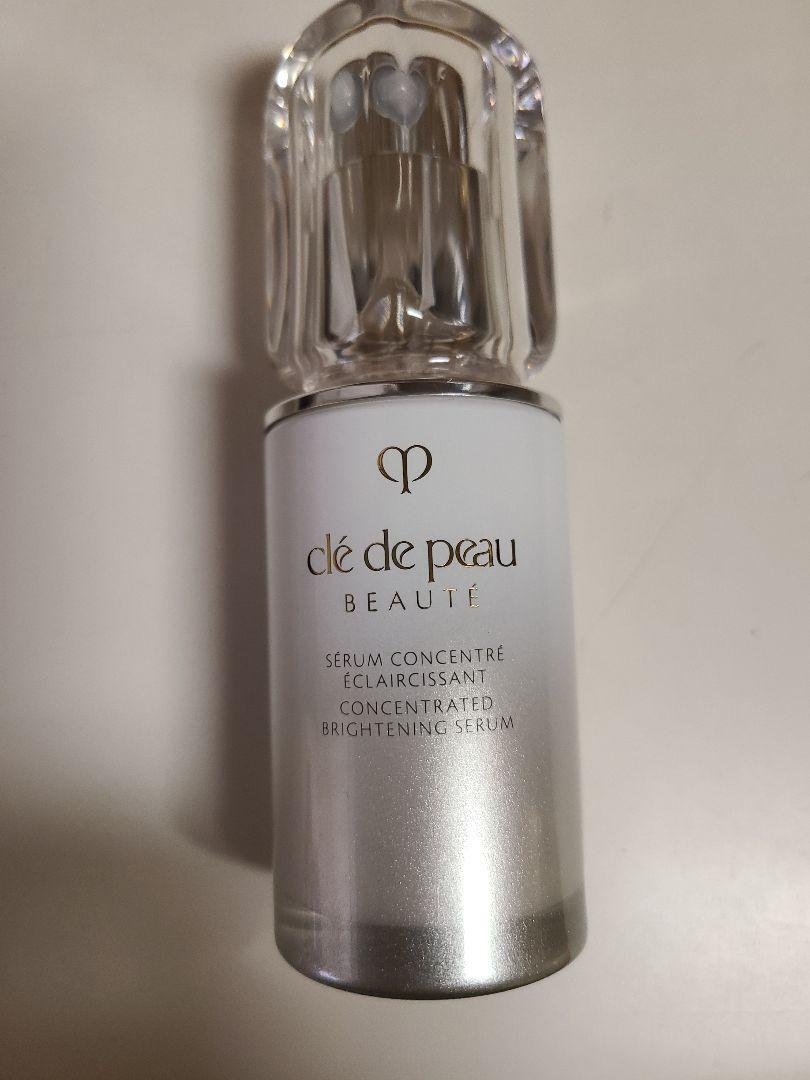 clé de peau
BEAUTÉ
SÉRUM CONCENTRÉ
ÉCLAIRCISSANT
CONCENTRATED
BRIGHTENING SERUM